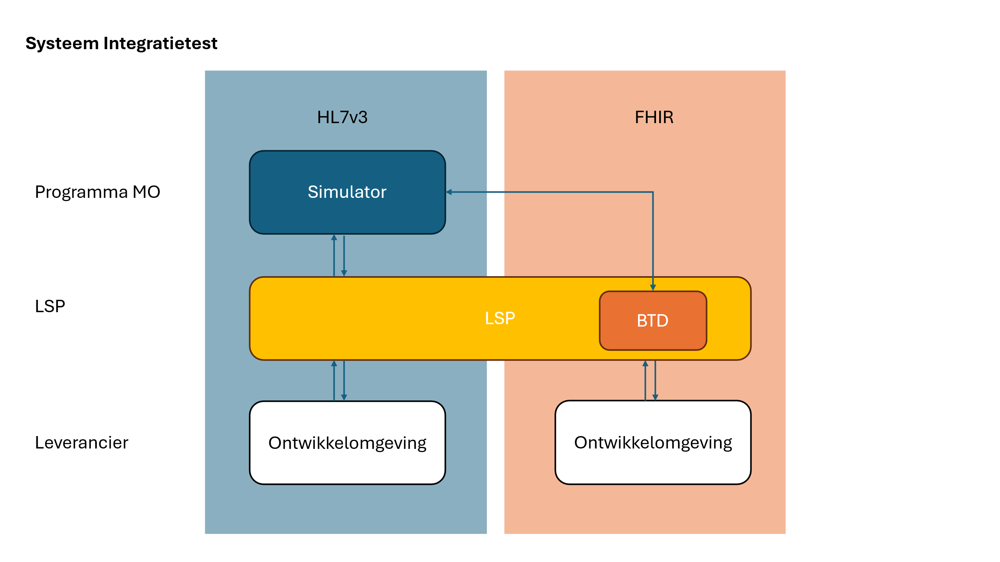 Systeem Integratietest
HL7v3
FHIR
Programma MO
Simulator
LSP
LSP
BTD
Leverancier
Ontwikkelomgeving
Ontwikkelomgeving